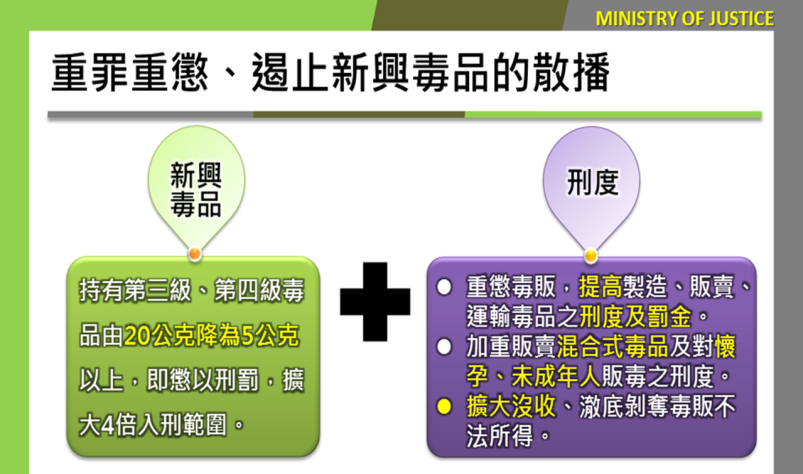 MINISTRY OF JUSTICE
重罪重懲、遏止新興毒品的散播
新興
毒品
持有第三級、第四級毒
品由20公克降為5公克
以上，即懲以刑罰，擴
大4倍入刑範圍。
刑度
重懲毒販，提高製造、販賣、
運輸毒品之刑度及罰金。
加重販賣混合式毒品及對懷
孕、未成年人販毒之刑度。
擴大沒收、澈底剝奪毒販不
法所得。